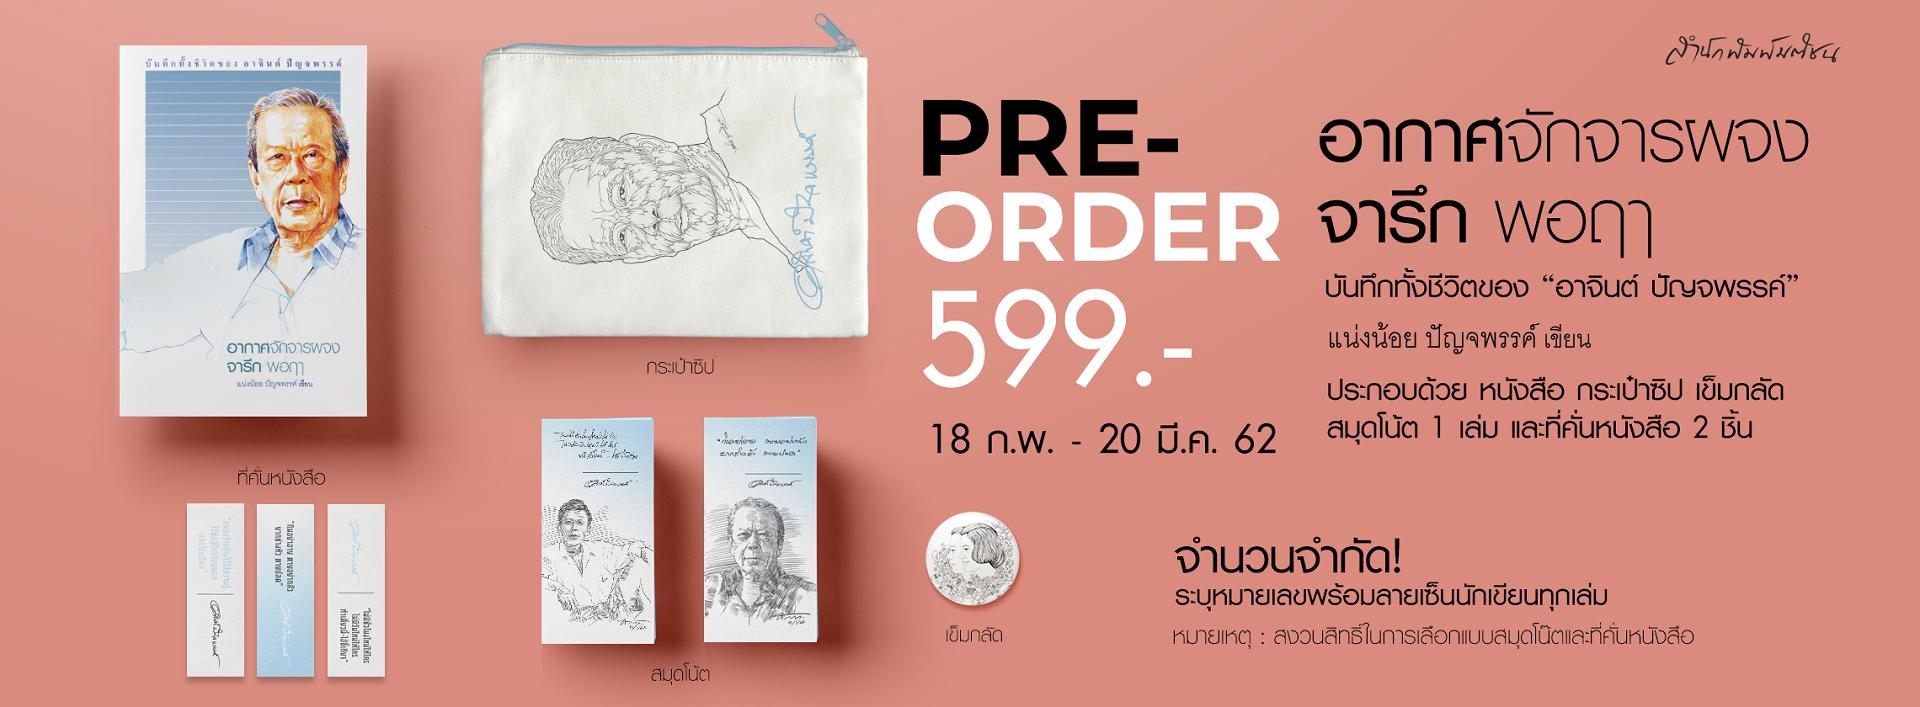 บันทึกทั้งชีวิตของ อาจินต์ ปัญจพรรค์
อากาศจักจารผจง
จารึก พอฤๅ
แน่งน้อย ปัญจพรรค์ เขียน
ที่คั่นหนังสือ
กระเป๋าซิป
สมุดโน้ต
PRE-
ORDER
599.-
18 ก.พ. - 20 มี.ค. 62
เข็มกลัด
สำนักพิมพ์มติชน
อากาศจักจารผจง
จารึก พอฤๅ
บันทึกทั้งชีวิตของ “อาจินต์ ปัญจพรรค์”
แน่งน้อย ปัญจพรรค์ เขียน
ประกอบด้วย หนังสือ กระเป๋าซิป เข็มกลัด
สมุดโน้ต 1 เล่ม และที่คั่นหนังสือ 2 ชิ้น
จำนวนจำกัด!
ระบุหมายเลขพร้อมลายเซ็นนักเขียนทุกเล่ม
หมายเหตุ : สงวนสิทธิ์ในการเลือกแบบสมุดโน๊ตและที่คั่นหนังสือ